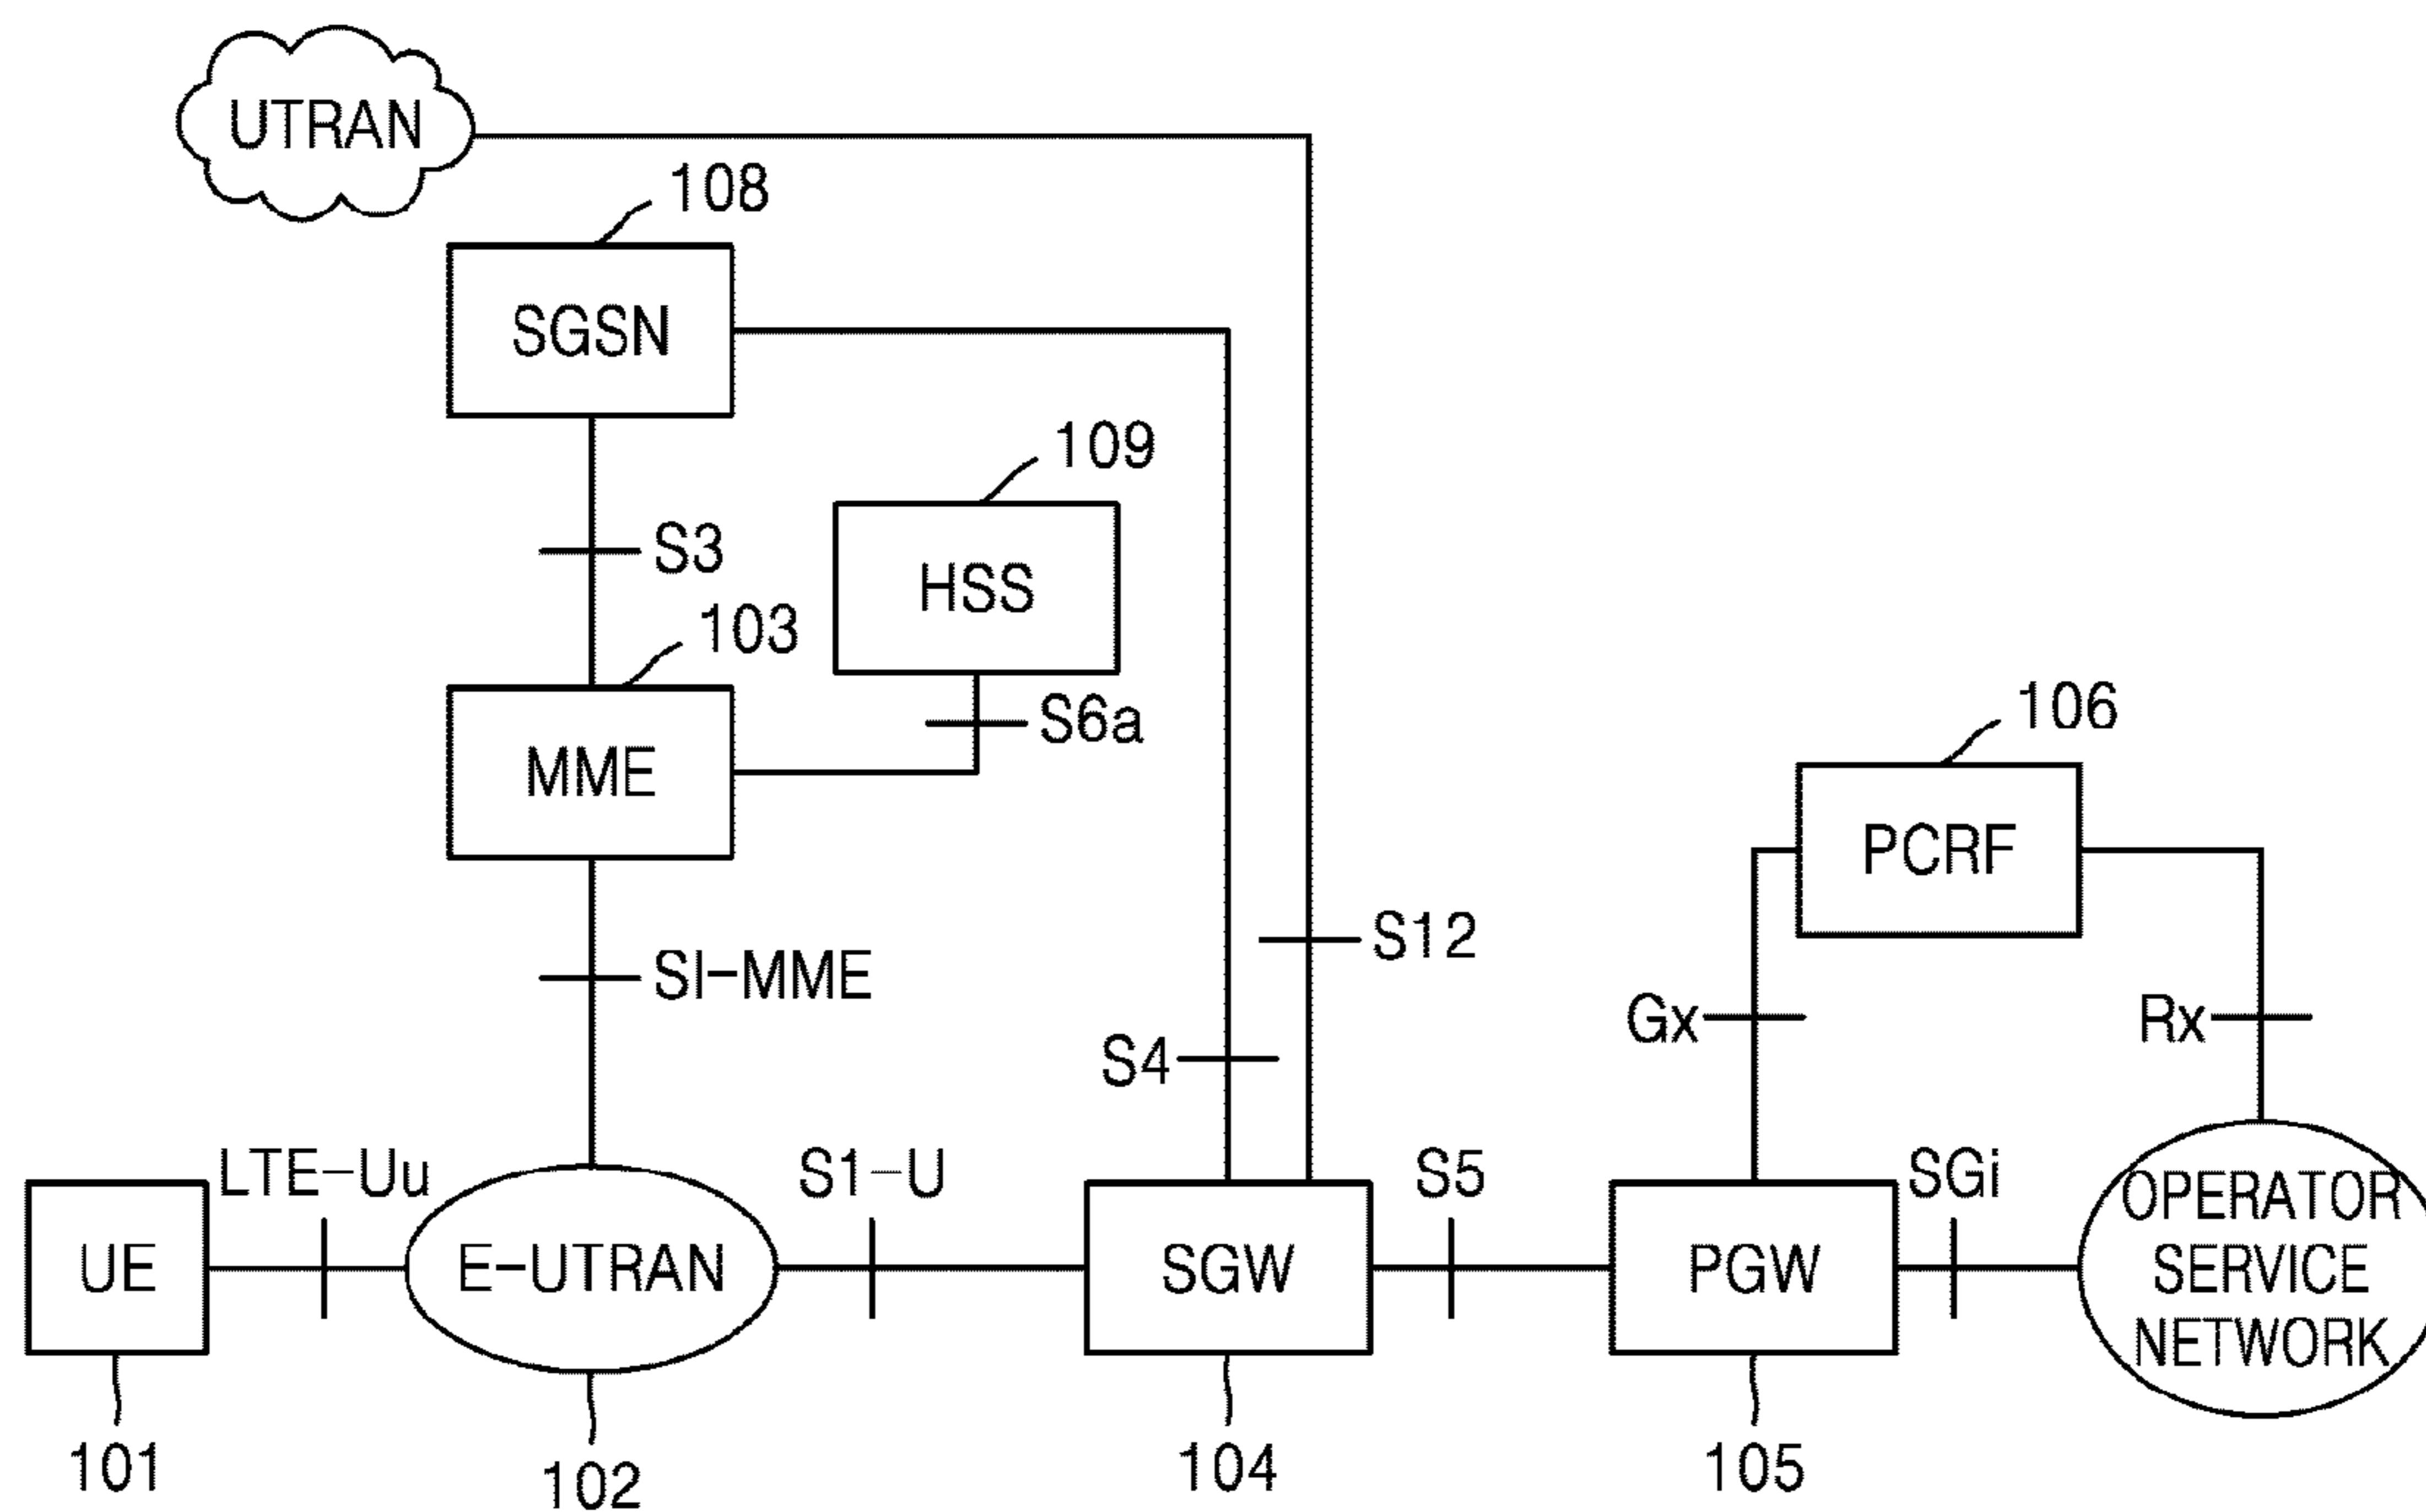 UTRAN
108
SGSN
109
S3
HSS
103
S6a
106
MME
PCRF
S12
SI-MME
Gx
Rx
S4
LTE-Uu
S1-U
S5
SGi
UE
E-UTRAN
SGW
PGW
OPERATOR
SERVICE
NETWORK
101
102
104
105